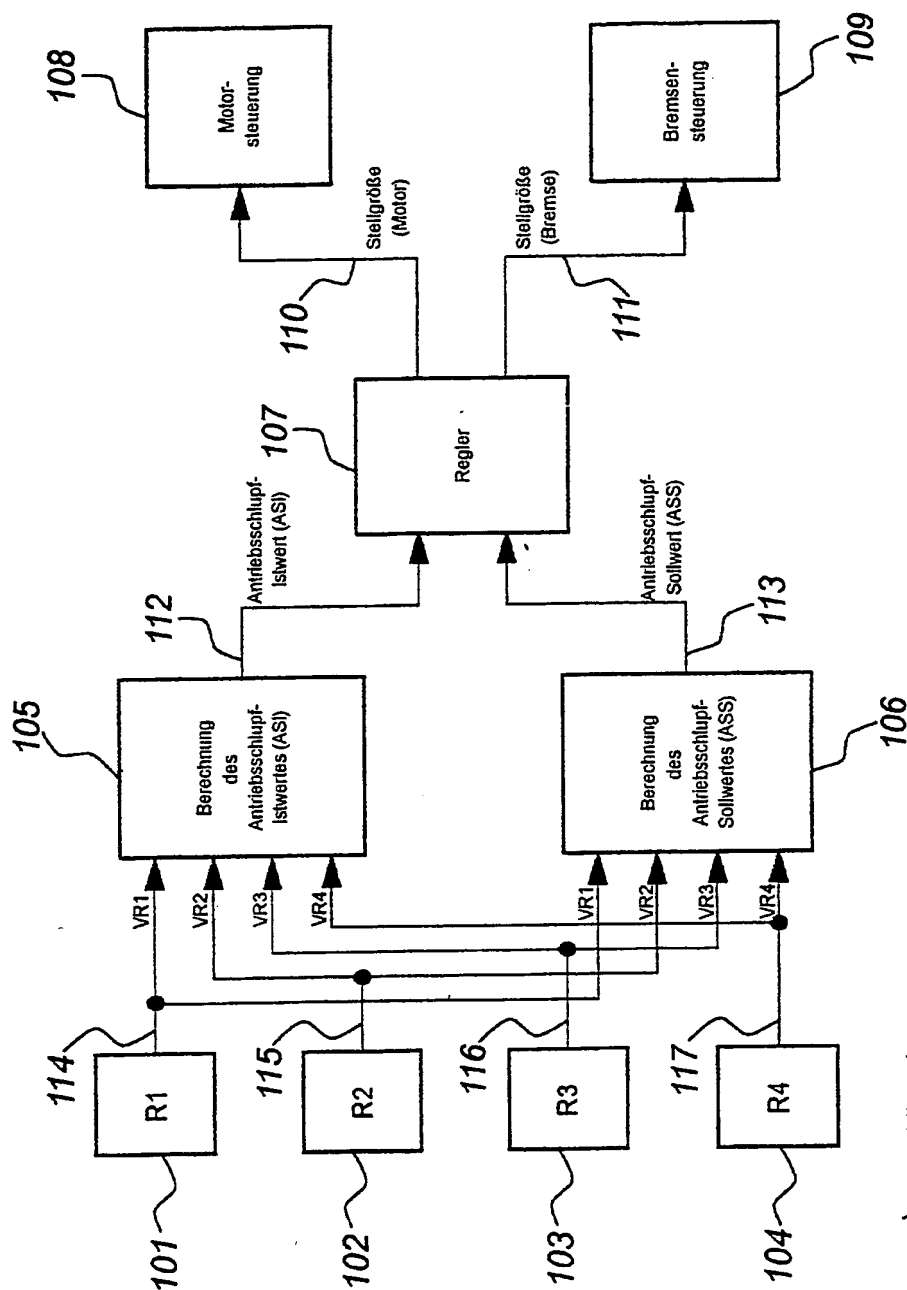 101
R1
114
102
R2
115
103
R3
116
104
R4
117
VR1
VR2
VR3
VR4
105
Berechnung
des
Antriebsschlupf-
Istwertes (ASI)
VR1
VR2
VR3
VR4
106
Berechnung
des
Antriebsschlupf-
Sollwertes (ASS)
112
Antriebsschlupf-
Istwert (ASI)
113
Antriebsschlupf-
Sollwert (ASS)
107
Regler
110
Stellgröße
(Motor)
111
Stellgröße
(Bremse)
108
Motor-
steuerung
109
Bremsen-
steuerung